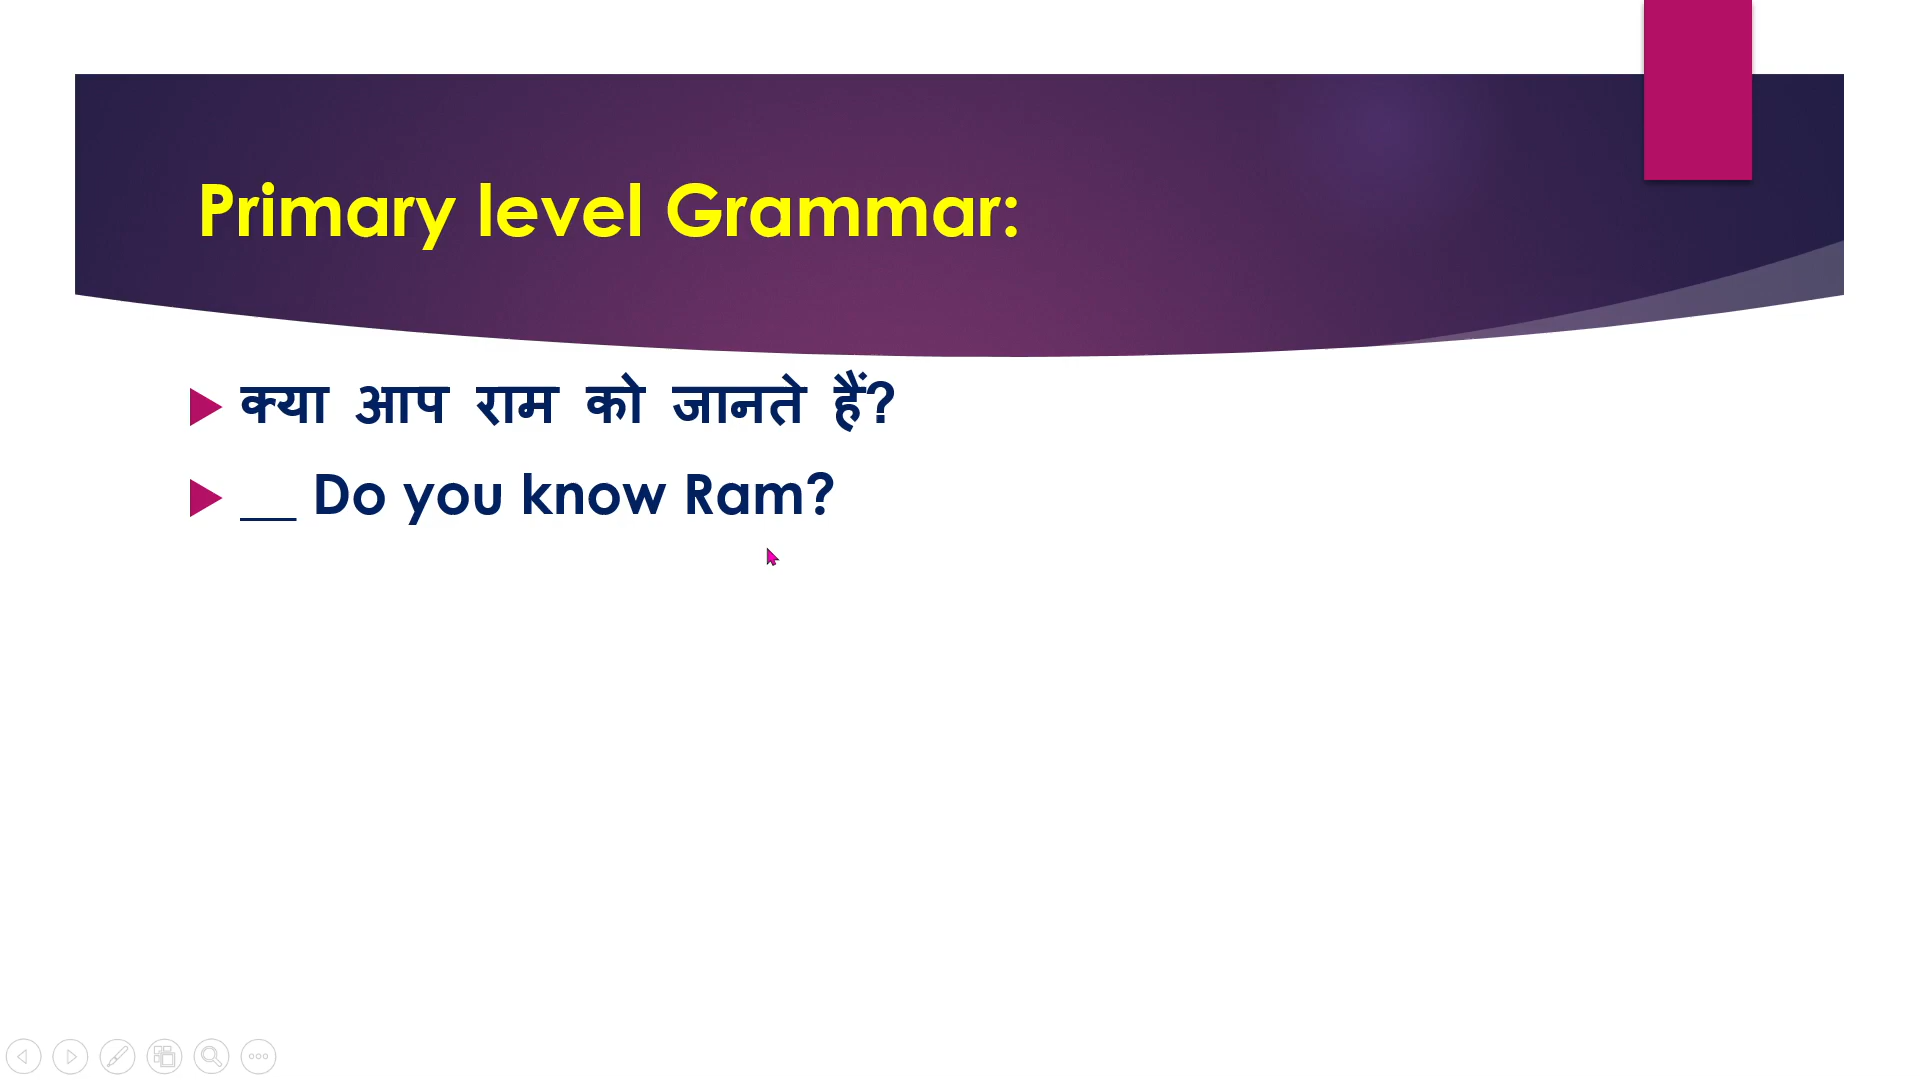 Primary level Grammar:
क्या आप राम को जानते हैं?
__ Do you know Ram?